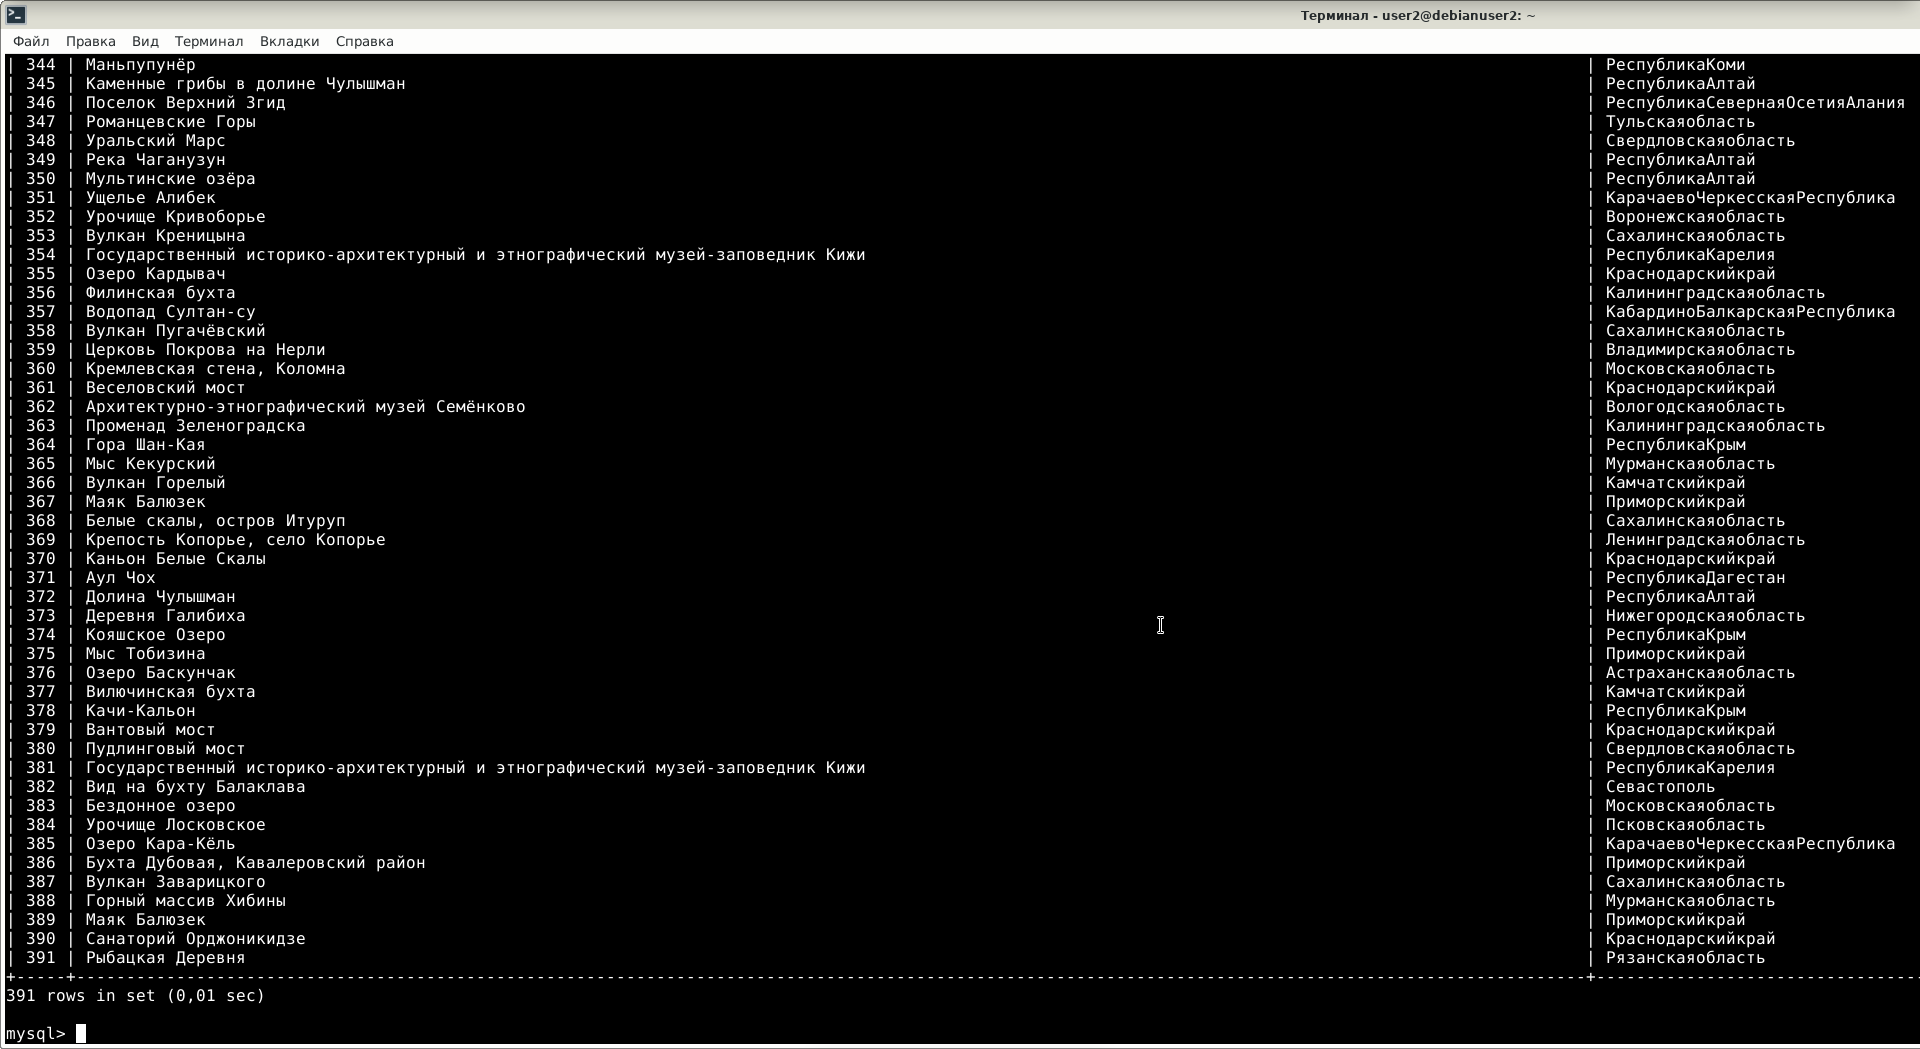 Терминал - user2@debianuser2: ~
Файл Правка Вид Терминал Вкладки Справка
| 344 | Маньпупунёр | РеспубликаКоми
| 345 | Каменные грибы в долине Чулышман | РеспубликаАлтай
| 346 | Поселок Верхний Згид | РеспубликаСевернаяОсетияАлания
| 347 | Романцевские Горы | Тульскаяобласть
| 348 | Уральский Марс | Свердловскаяобласть
| 349 | Река Чаганузун | РеспубликаАлтай
| 350 | Мультинские озёра | РеспубликаАлтай
| 351 | Ущелье Алибек | КарачаевоЧеркесскаяРеспублика
| 352 | Урочище Кривоборье | Воронежскаяобласть
| 353 | Вулкан Креницына | Сахалинскаяобласть
| 354 | Государственный историко-архитектурный и этнографический музей-заповедник Кижи | РеспубликаКарелия
| 355 | Озеро Кардывач | Краснодарскийкрай
| 356 | Филинская бухта | Калининградскаяобласть
| 357 | Водопад Султан-су | КабардиноБалкарскаяРеспублика
| 358 | Вулкан Пугачёвский | Сахалинскаяобласть
| 359 | Церковь Покрова на Нерли | Владимирскаяобласть
| 360 | Кремлевская стена, Коломна | Московскаяобласть
| 361 | Веселовский мост | Краснодарскийкрай
| 362 | Архитектурно-этнографический музей Семёнково | Вологодскаяобласть
| 363 | Променад Зеленоградска | Калининградскаяобласть
| 364 | Гора Шан-Кая | РеспубликаКрым
| 365 | Мыс Кекурский | Мурманскаяобласть
| 366 | Вулкан Горелый | Камчатскийкрай
| 367 | Маяк Балюзек | Приморскийкрай
| 368 | Белые скалы, остров Итуруп | Сахалинскаяобласть
| 369 | Крепость Копорье, село Копорье | Ленинградскаяобласть
| 370 | Каньон Белые Скалы | Краснодарскийкрай
| 371 | Аул Чох | РеспубликаДагестан
| 372 | Долина Чулышман | РеспубликаАлтай
| 373 | Деревня Галибиха | Нижегородскаяобласть
| 374 | Кояшское Озеро | РеспубликаКрым
| 375 | Мыс Тобизина | Приморскийкрай
| 376 | Озеро Баскунчак | Астраханскаяобласть
| 377 | Вилючинская бухта | Камчатскийкрай
| 378 | Качи-Кальон | РеспубликаКрым
| 379 | Вантовый мост | Краснодарскийкрай
| 380 | Пудлинговый мост | Свердловскаяобласть
| 381 | Государственный историко-архитектурный и этнографический музей-заповедник Кижи | РеспубликаКарелия
| 382 | Вид на бухту Балаклава | Севастополь
| 383 | Бездонное озеро | Московскаяобласть
| 384 | Урочище Лосковское | Псковскаяобласть
| 385 | Озеро Кара-Кёль | КарачаевоЧеркесскаяРеспублика
| 386 | Бухта Дубовая, Кавалеровский район | Приморскийкрай
| 387 | Вулкан Заварицкого | Сахалинскаяобласть
| 388 | Горный массив Хибины | Мурманскаяобласть
| 389 | Маяк Балюзек | Приморскийкрай
| 390 | Санаторий Орджоникидзе | Краснодарскийкрай
| 391 | Рыбацкая Деревня | Рязанскаяобласть
391 rows in set (0,01 sec)
mysql>